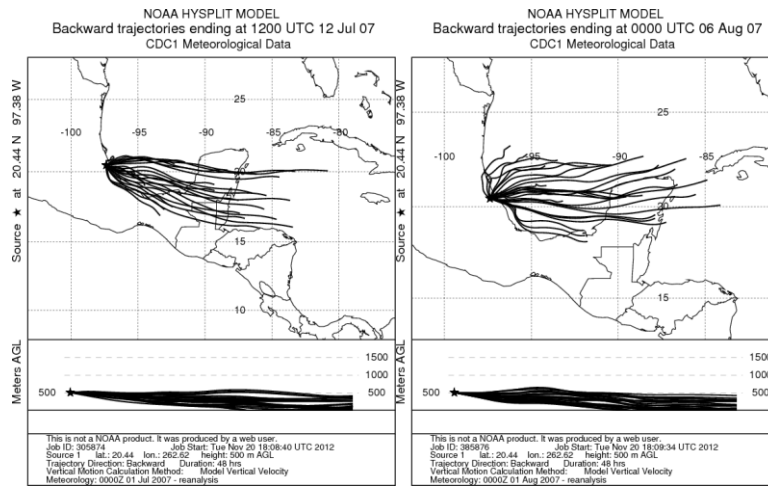 NOAA HYSPLIT MODEL
Backward trajectories ending at 1200 UTC 12 Jul 07
CDC1 Meteorological Data
Source ★ at 20.44 N 97.38 W
-100
-95
-90
-85
-80
25
20
15
10
Meters AGL
1500
1000
500
500
This is not a NOAA product. It was produced by a web user.
Job ID: 305874 Job Start: Tue Nov 20 18:08:40 UTC 2012
Source 1 lat.: 20.44 lon.: 262.62 height: 500 m AGL
Trajectory Direction: Backward Duration: 48 hrs
Vertical Motion Calculation Method: Model Vertical Velocity
Meteorology: 0000Z 01 Jul 2007 - reanalysis
NOAA HYSPLIT MODEL
Backward trajectories ending at 0000 UTC 06 Aug 07
CDC1 Meteorological Data
Source ★ at 20.44 N 97.38 W
-100
-95
-90
-85
25
20
15
Meters AGL
1500
1000
500
500
This is not a NOAA product. It was produced by a web user.
Job ID: 385876 Job Start: Tue Nov 20 18:09:34 UTC 2012
Source 1 lat.: 20.44 lon.: 262.62 height: 500 m AGL
Trajectory Direction: Backward Duration: 48 hrs
Vertical Motion Calculation Method: Model Vertical Velocity
Meteorology: 0000Z 01 Aug 2007 - reanalysis